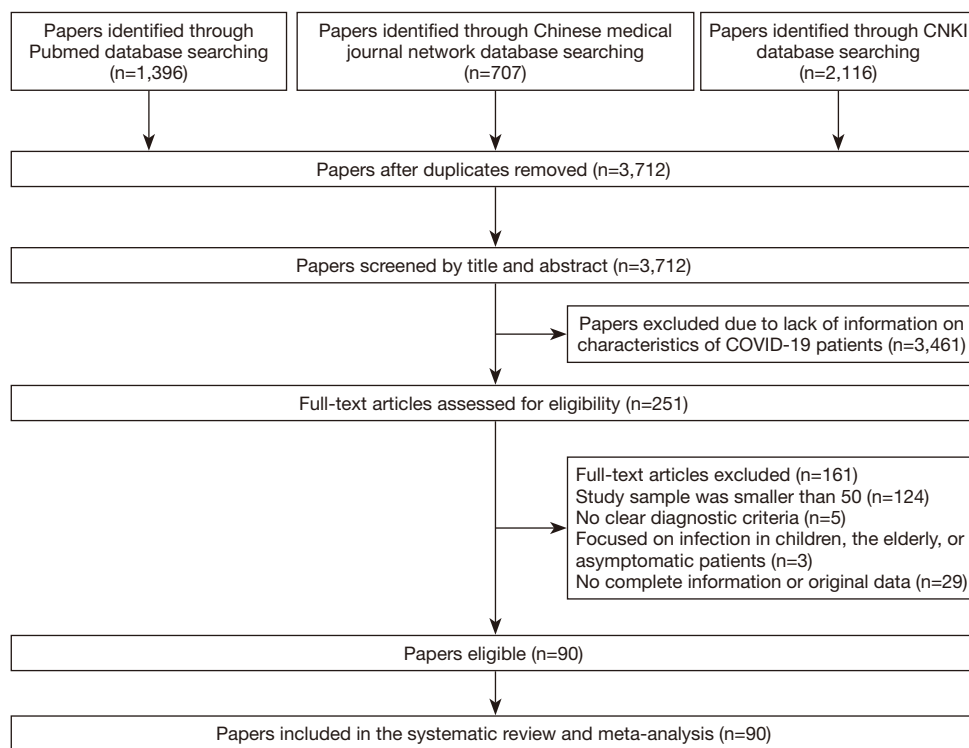 Papers identified through
Pubmed database searching
(n=1,396)
Papers identified through Chinese medical
journal network database searching
(n=707)
Papers identified through CNKI
database searching
(n=2,116)
Papers after duplicates removed (n=3,712)
Papers screened by title and abstract (n=3,712)
Papers excluded due to lack of information on
characteristics of COVID-19 patients (n=3,461)
Full-text articles assessed for eligibility (n=251)
Full-text articles excluded (n=161)
Study sample was smaller than 50 (n=124)
No clear diagnostic criteria (n=5)
Focused on infection in children, the elderly, or
asymptomatic patients (n=3)
No complete information or original data (n=29)
Papers eligible (n=90)
Papers included in the systematic review and meta-analysis (n=90)